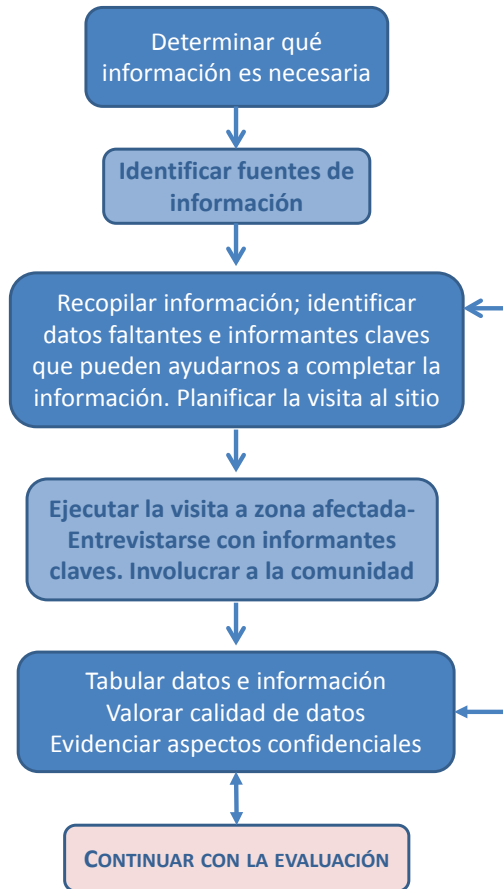 Determinar qué
información es necesaria
Identificar fuentes de
información
Recopilar información; identificar
datos faltantes e informantes claves
que pueden ayudarnos a completar la
información. Planificar la visita al sitio
Ejecutar la visita a zona afectada-
Entrevistarse con informantes
claves. Involucrar a la comunidad
Tabular datos e información
Valorar calidad de datos
Evidenciar aspectos confidenciales
CONTINUAR CON LA EVALUACIÓN